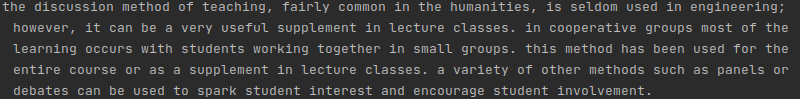 the discussion method of teaching, fairly common in the humanities, is seldom used in engineering;
however, it can be a very useful supplement in lecture classes. in cooperative groups most of the
learning occurs with students working together in small groups. this method has been used for the
entire course or as a supplement in lecture classes. a variety of other methods such as panels or
debates can be used to spark student interest and encourage student involvement.